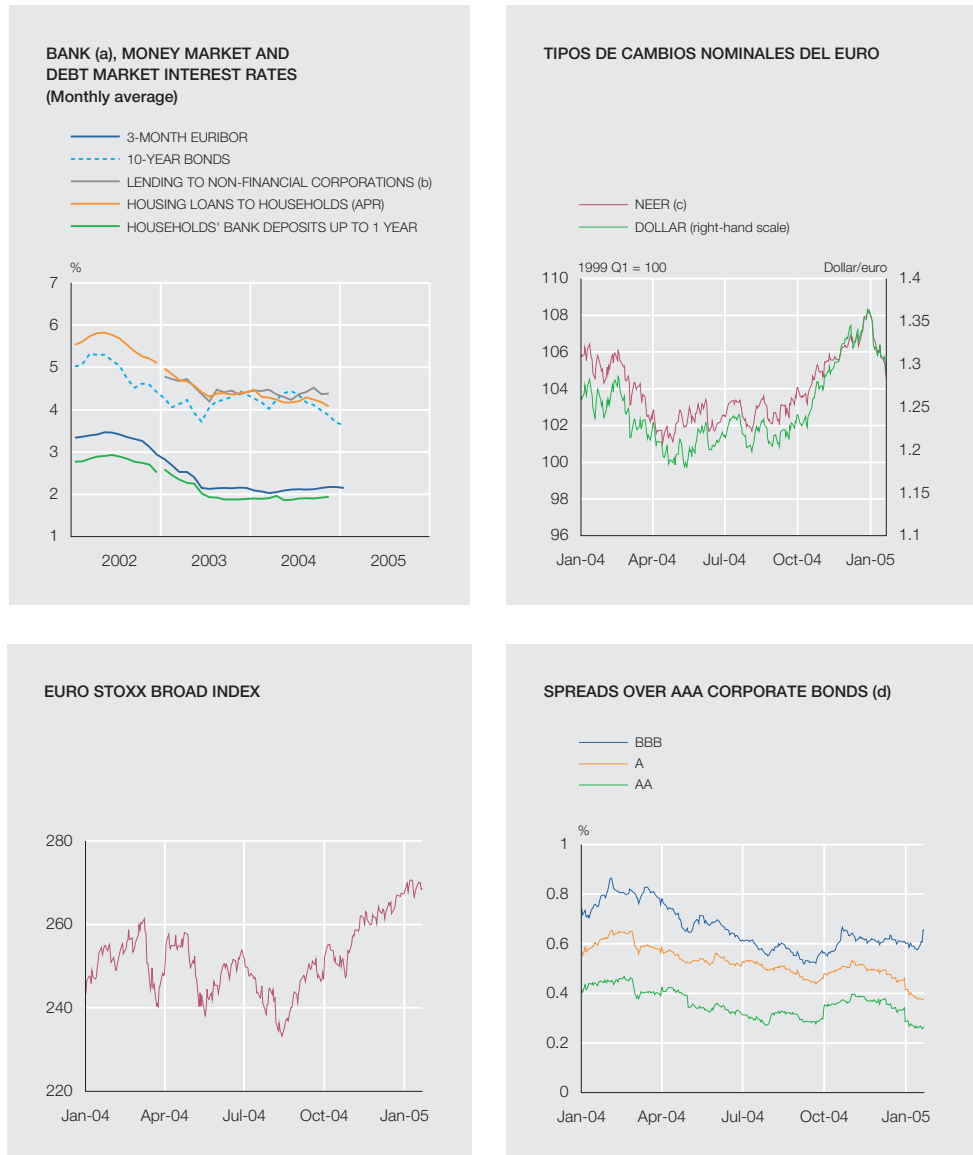 BANK (a), MONEY MARKET AND
DEBT MARKET INTEREST RATES
(Monthly average)
3-MONTH EURIBOR
10-YEAR BONDS
LENDING TO NON-FINANCIAL CORPORATIONS (b)
HOUSING LOANS TO HOUSEHOLDS (APR)
HOUSEHOLDS' BANK DEPOSITS UP TO 1 YEAR
%
7
6
5
4
3
2
1
2002 2003 2004 2005
TIPOS DE CAMBIOS NOMINALES DEL EURO
NEER (c)
DOLLAR (right-hand scale)
1999 Q1 = 100 Dollar/euro
110 1.4
108
1.35
106
1.3
104
1.25
102
1.2
100
98 1.15
96 1.1
Jan-04 Apr-04 Jul-04 Oct-04 Jan-05
EURO STOXX BROAD INDEX
280
260
240
220
Jan-04 Apr-04 Jul-04 Oct-04 Jan-05
SPREADS OVER AAA CORPORATE BONDS (d)
BBB
A
AA
%
1
0.8
0.6
0.4
0.2
0
Jan-04 Apr-04 Jul-04 Oct-04 Jan-05